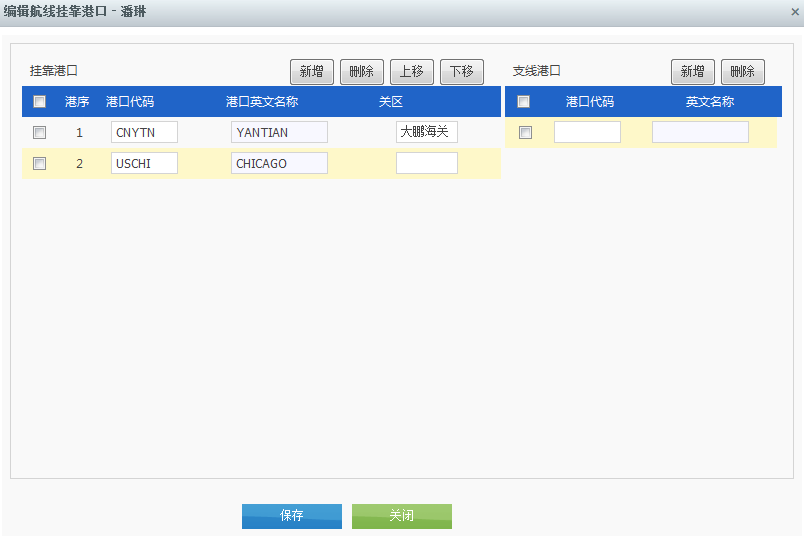 编辑航线挂靠港口 - 潘琳 ×
挂靠港口 新增 删除 上移 下移
港序 港口代码 港口英文名称 关区
1 CNYTN YANTIAN 大鹏海关
2 USCHI CHICAGO
支线港口 新增 删除
港口代码 英文名称
保存 关闭